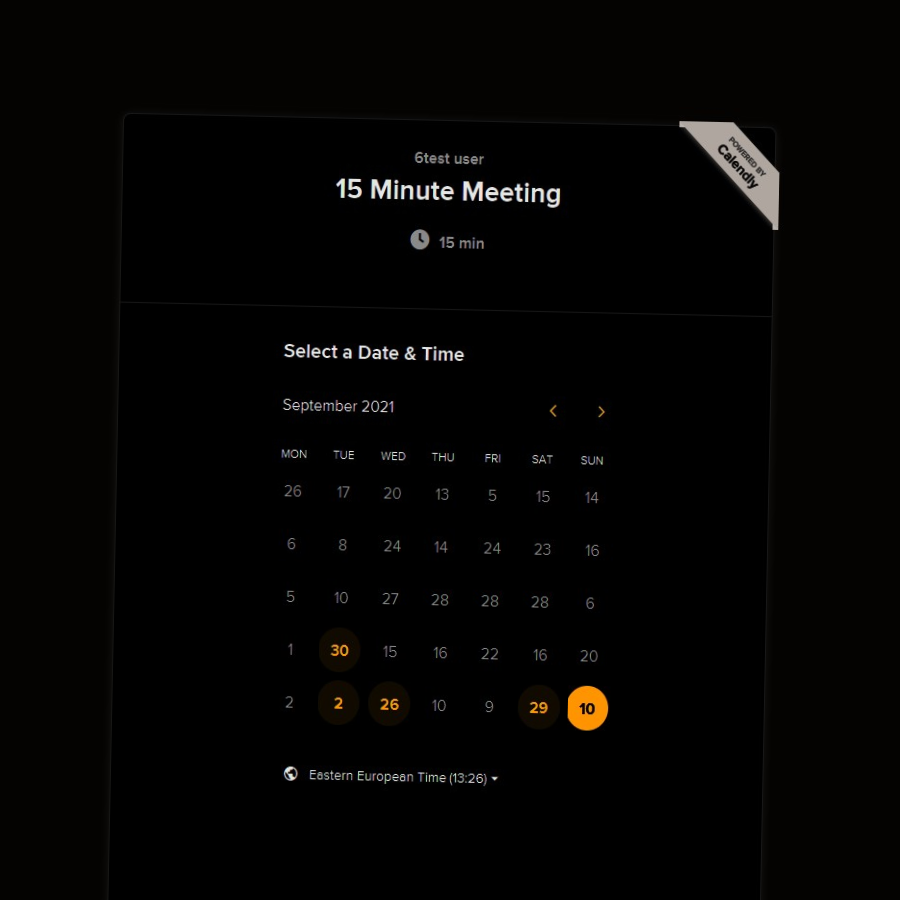 6test user
15 Minute Meeting
15 min
POWERED BY
Calendly
Select a Date & Time
September 2021
MON TUE WED THU FRI SAT SUN
26 17 20 13 5 15 14
6 8 24 14 24 23 16
5 10 27 28 28 28 6
1 30 15 16 22 16 20
2 2 26 10 9 29 10
Eastern European Time (13:26)